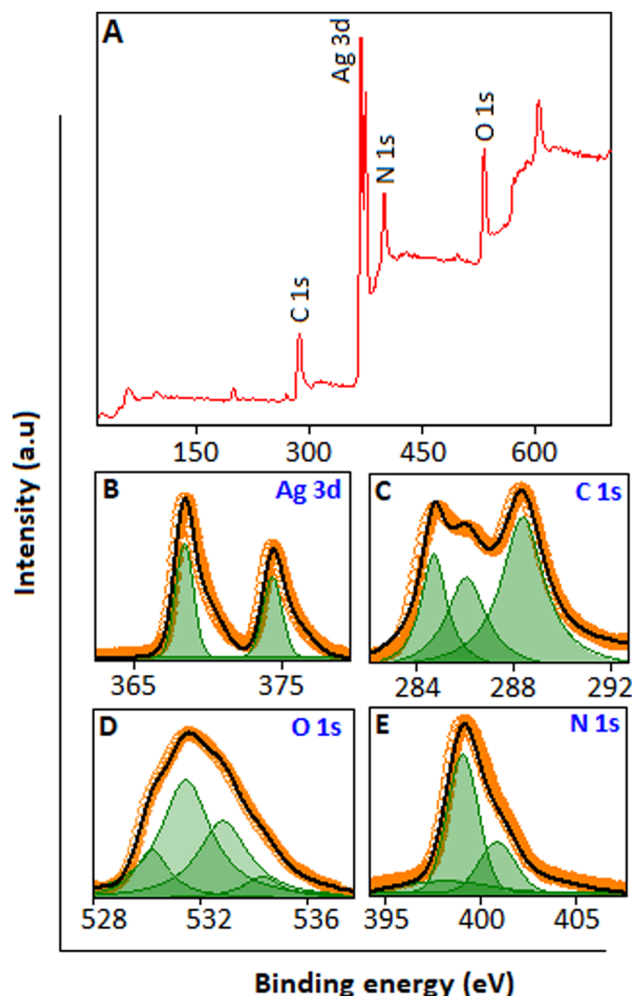 A
Ag 3d
N 1s
O 1s
C 1s
150 300 450 600
Intensity (a.u)
B Ag 3d
365 375
C C 1s
284 288 292
D O 1s
528 532 536
E N 1s
395 400 405
Binding energy (eV)